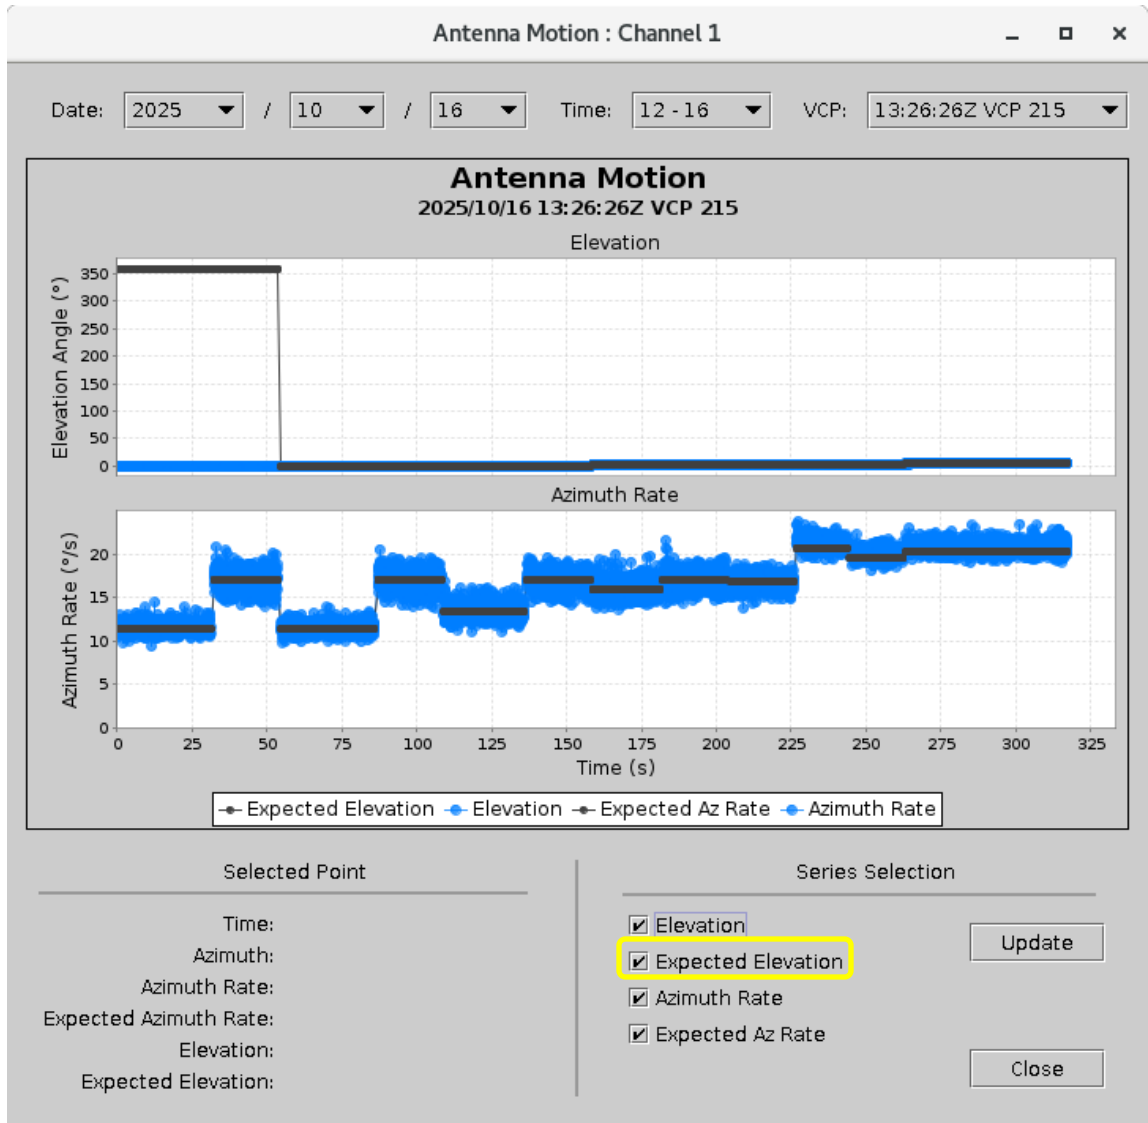 Antenna Motion : Channel 1
Date: 2025 / 10 / 16 Time: 12 - 16 VCP: 13:26:26Z VCP 215
Antenna Motion
2025/10/16 13:26:26Z VCP 215
Elevation
Elevation Angle (°)
350
300
250
200
150
100
50
0
Azimuth Rate
Azimuth Rate (°/s)
20
15
10
5
0
0 25 50 75 100 125 150 175 200 225 250 275 300 325
Time (s)
Expected Elevation Elevation Expected Az Rate Azimuth Rate
Selected Point
Time:
Azimuth:
Azimuth Rate:
Expected Azimuth Rate:
Elevation:
Expected Elevation:
Series Selection
Elevation
Expected Elevation
Azimuth Rate
Expected Az Rate
Update
Close